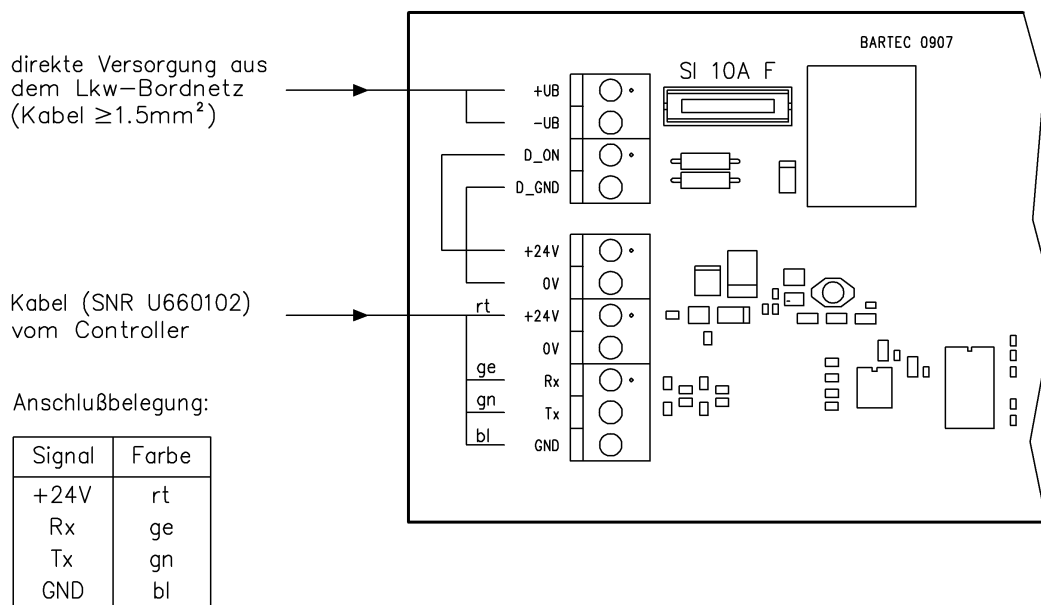 BARTEC 0907
direkte Versorgung aus
dem Lkw-Bordnetz
(Kabel ≥1.5mm²)
SI 10A F
+UB
-UB
D_ON
D_GND
+24V
0V
Kabel (SNR U660102)
vom Controller
rt
+24V
0V
ge
Rx
gn
Tx
bl
GND
Anschlußbelegung:
Signal Farbe
+24V rt
Rx ge
Tx gn
GND bl